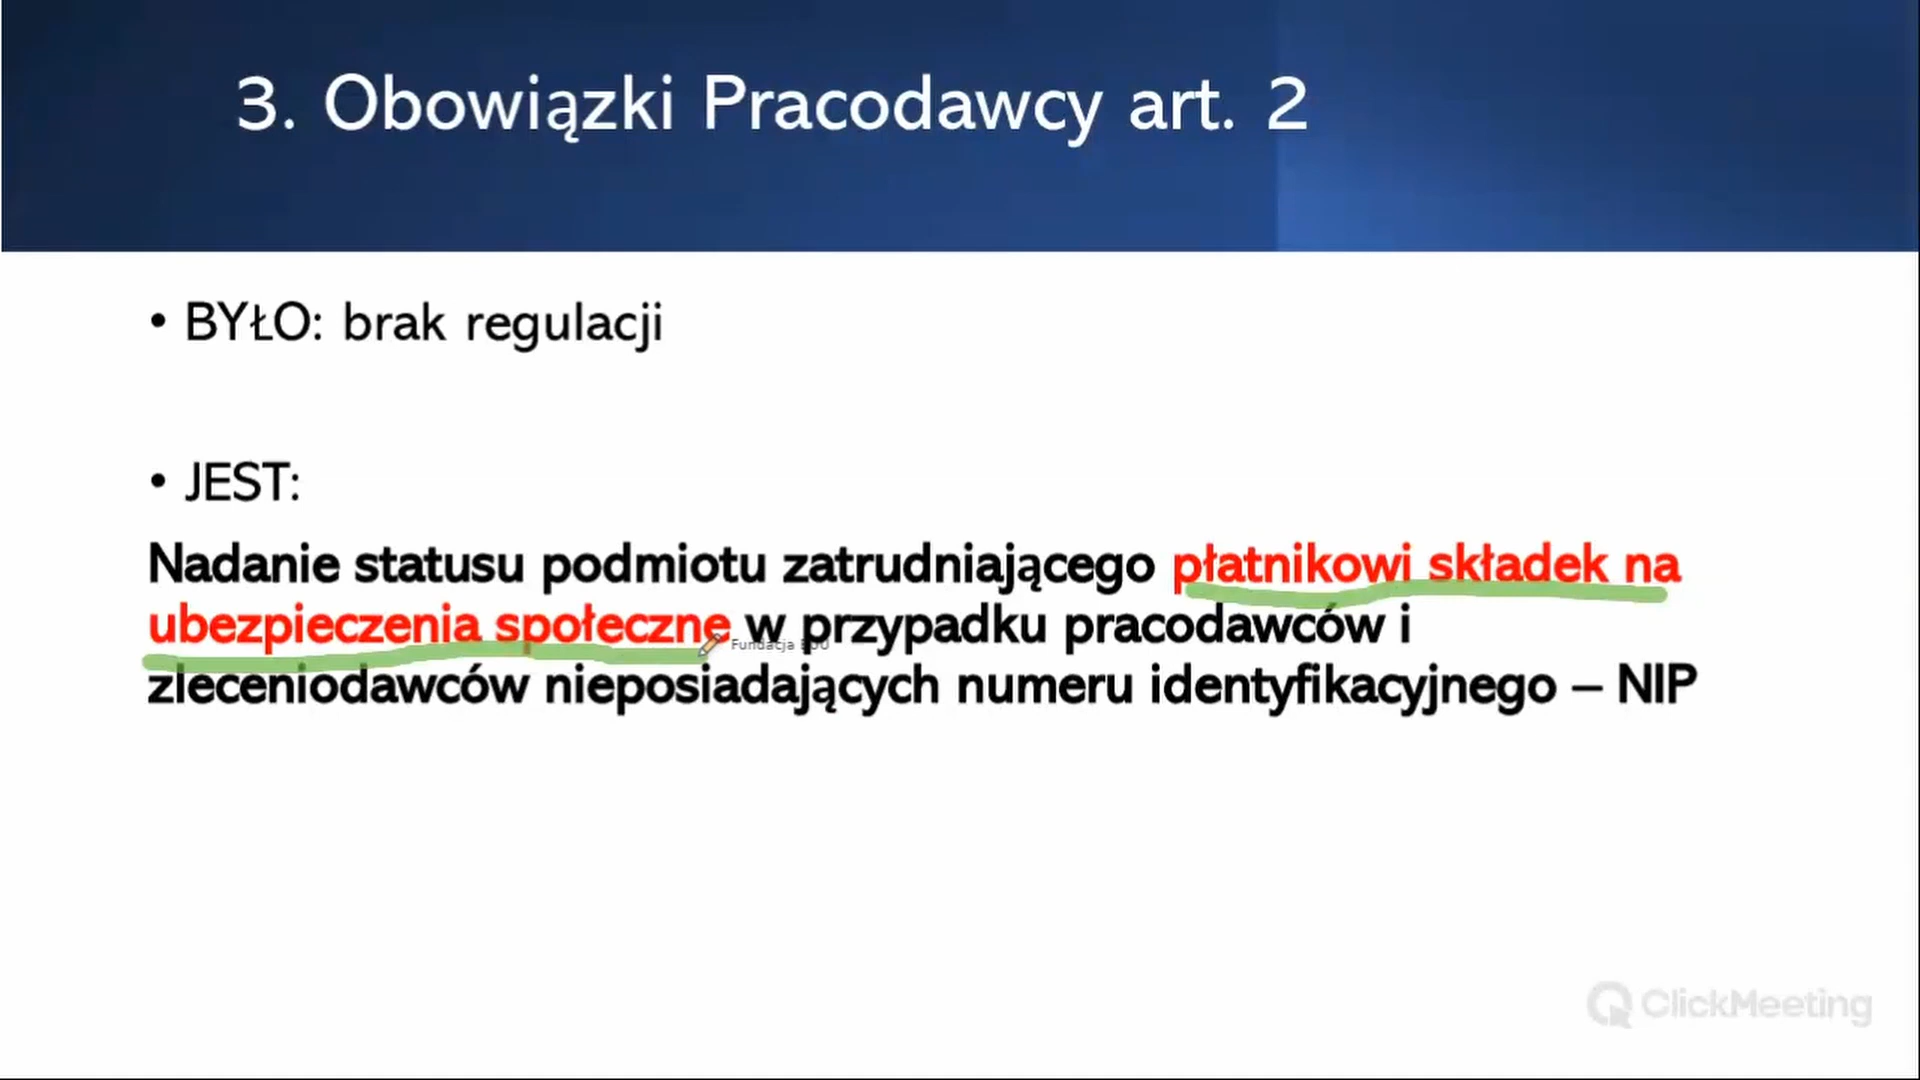 3. Obowiązki Pracodawcy art. 2
• BYŁO: brak regulacji
• JEST:
Nadanie statusu podmiotu zatrudniającego płatnikowi składek na
ubezpieczenia społeczne w przypadku pracodawców i
Fundacja
zleceniodawców nieposiadających numeru identyfikacyjnego – NIP
ClickMeeting